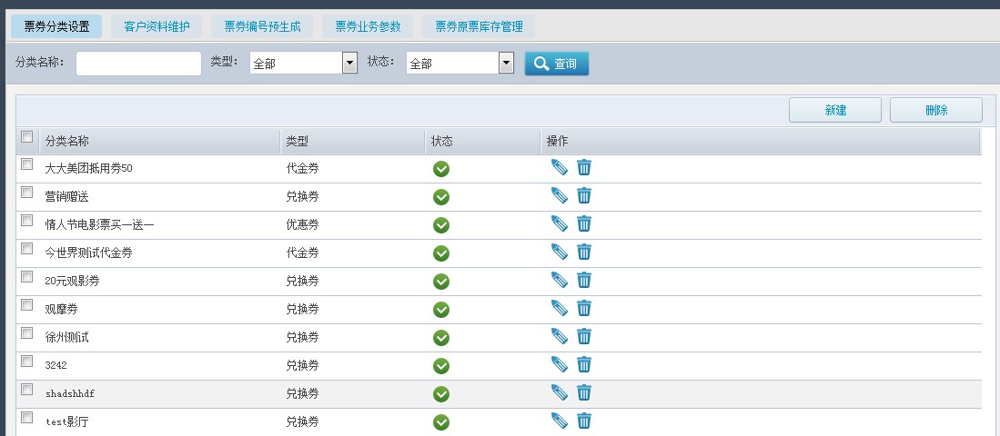 票券分类设置 客户资料维护 票券编号预生成 票券业务参数 票券原票库存管理
分类名称： 类型： 全部 状态： 全部 查询
新建 删除
分类名称 类型 状态 操作
大大美团抵用券50 代金券
营销赠送 兑换券
情人节电影票买一送一 优惠券
今世界测试代金券 代金券
20元观影券 兑换券
观摩券 兑换券
徐州测试 兑换券
3242 兑换券
shadshhdf 兑换券
test影厅 兑换券